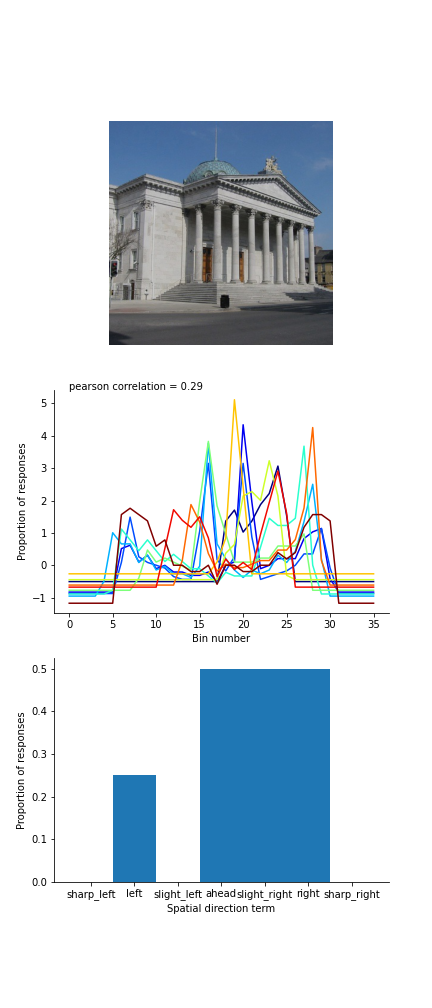 pearson correlation = 0.29
5
4
3
2
1
0
−1
Proportion of responses
0 5 10 15 20 25 30 35
Bin number
0.5
0.4
0.3
0.2
0.1
0.0
Proportion of responses
sharp_left left slight_left ahead slight_right right sharp_right
Spatial direction term